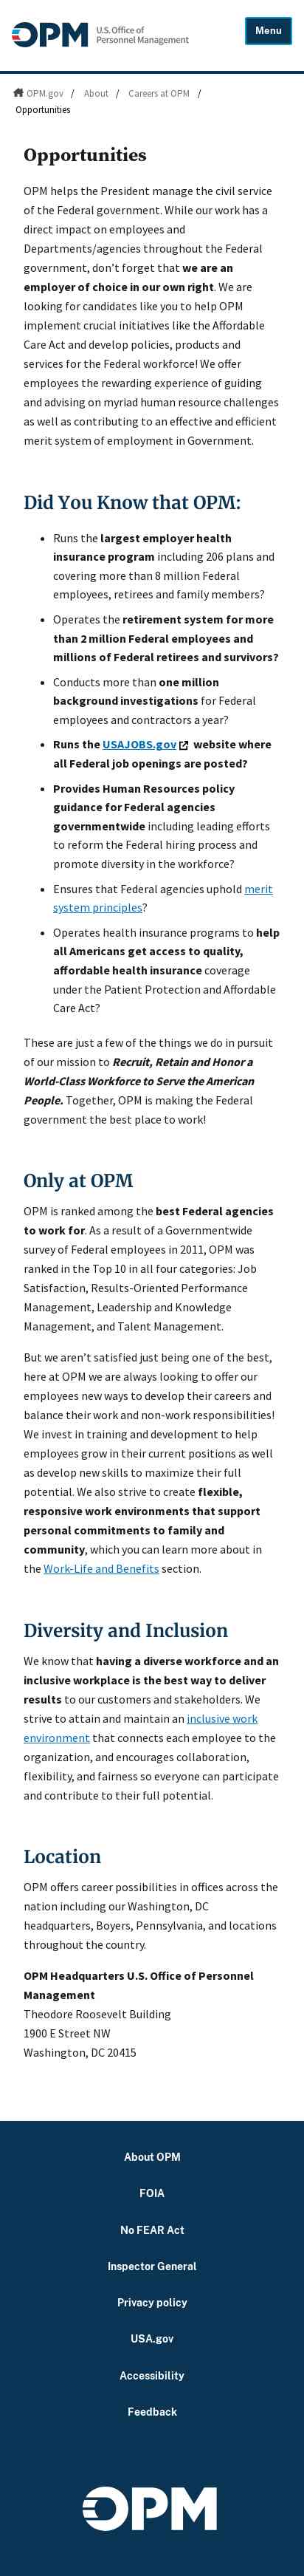 OPM U.S. Office of
Personnel Management
Menu
OPM.gov / About / Careers at OPM /
Opportunities
Opportunities
OPM helps the President manage the civil service
of the Federal government. While our work has a
direct impact on employees and
Departments/agencies throughout the Federal
government, don't forget that we are an
employer of choice in our own right. We are
looking for candidates like you to help OPM
implement crucial initiatives like the Affordable
Care Act and develop policies, products and
services for the Federal workforce! We offer
employees the rewarding experience of guiding
and advising on myriad human resource challenges
as well as contributing to an effective and efficient
merit system of employment in Government.
Did You Know that OPM:
• Runs the largest employer health
insurance program including 206 plans and
covering more than 8 million Federal
employees, retirees and family members?
• Operates the retirement system for more
than 2 million Federal employees and
millions of Federal retirees and survivors?
• Conducts more than one million
background investigations for Federal
employees and contractors a year?
• Runs the USAJOBS.gov website where
all Federal job openings are posted?
• Provides Human Resources policy
guidance for Federal agencies
governmentwide including leading efforts
to reform the Federal hiring process and
promote diversity in the workforce?
• Ensures that Federal agencies uphold merit
system principles?
• Operates health insurance programs to help
all Americans get access to quality,
affordable health insurance coverage
under the Patient Protection and Affordable
Care Act?
These are just a few of the things we do in pursuit
of our mission to Recruit, Retain and Honor a
World-Class Workforce to Serve the American
People. Together, OPM is making the Federal
government the best place to work!
Only at OPM
OPM is ranked among the best Federal agencies
to work for. As a result of a Governmentwide
survey of Federal employees in 2011, OPM was
ranked in the Top 10 in all four categories: Job
Satisfaction, Results-Oriented Performance
Management, Leadership and Knowledge
Management, and Talent Management.
But we aren't satisfied just being one of the best,
here at OPM we are always looking to offer our
employees new ways to develop their careers and
balance their work and non-work responsibilities!
We invest in training and development to help
employees grow in their current positions as well
as develop new skills to maximize their full
potential. We also strive to create flexible,
responsive work environments that support
personal commitments to family and
community, which you can learn more about in
the Work-Life and Benefits section.
Diversity and Inclusion
We know that having a diverse workforce and an
inclusive workplace is the best way to deliver
results to our customers and stakeholders. We
strive to attain and maintain an inclusive work
environment that connects each employee to the
organization, and encourages collaboration,
flexibility, and fairness so everyone can participate
and contribute to their full potential.
Location
OPM offers career possibilities in offices across the
nation including our Washington, DC
headquarters, Boyers, Pennsylvania, and locations
throughout the country.
OPM Headquarters U.S. Office of Personnel
Management
Theodore Roosevelt Building
1900 E Street NW
Washington, DC 20415
About OPM
FOIA
No FEAR Act
Inspector General
Privacy policy
USA.gov
Accessibility
Feedback
OPM